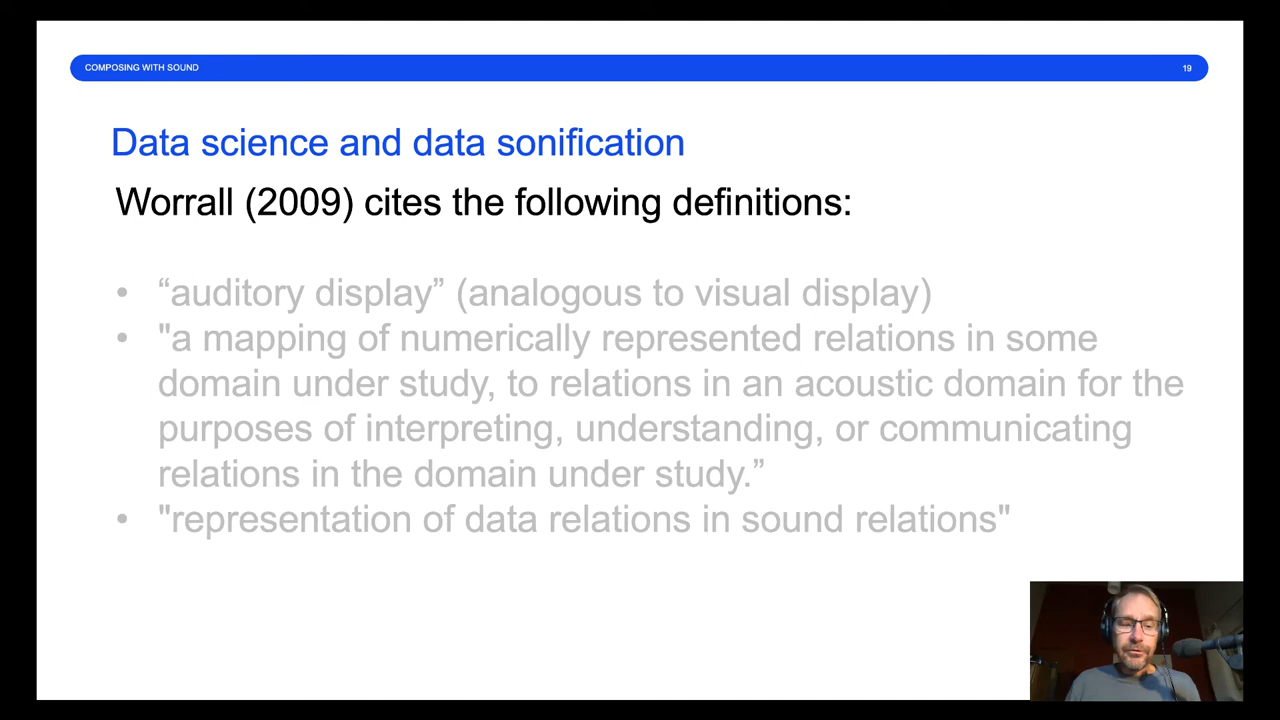 COMPOSING WITH SOUND
19
Data science and data sonification
Worrall (2009) cites the following definitions:
• “auditory display” (analogous to visual display)
• "a mapping of numerically represented relations in some
domain under study, to relations in an acoustic domain for the
purposes of interpreting, understanding, or communicating
relations in the domain under study.”
• "representation of data relations in sound relations"